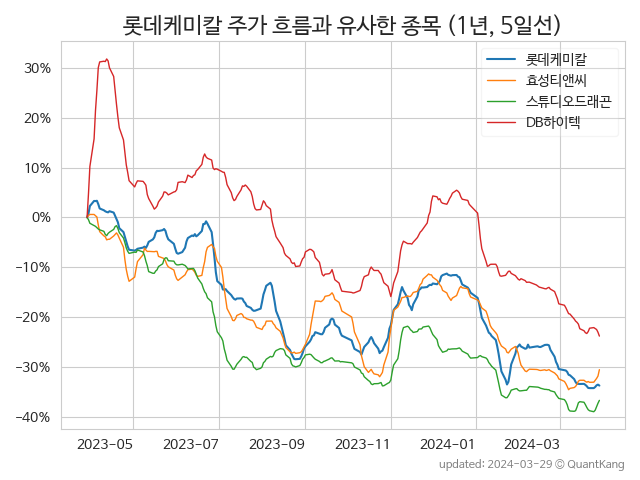 롯데케미칼 주가 흐름과 유사한 종목 (1년, 5일선)
롯데케미칼
효성티앤씨
스튜디오드래곤
DB하이텍
30%
20%
10%
0%
−10%
−20%
−30%
−40%
2023-05 2023-07 2023-09 2023-11 2024-01 2024-03
updated: 2024-03-29 © QuantKang